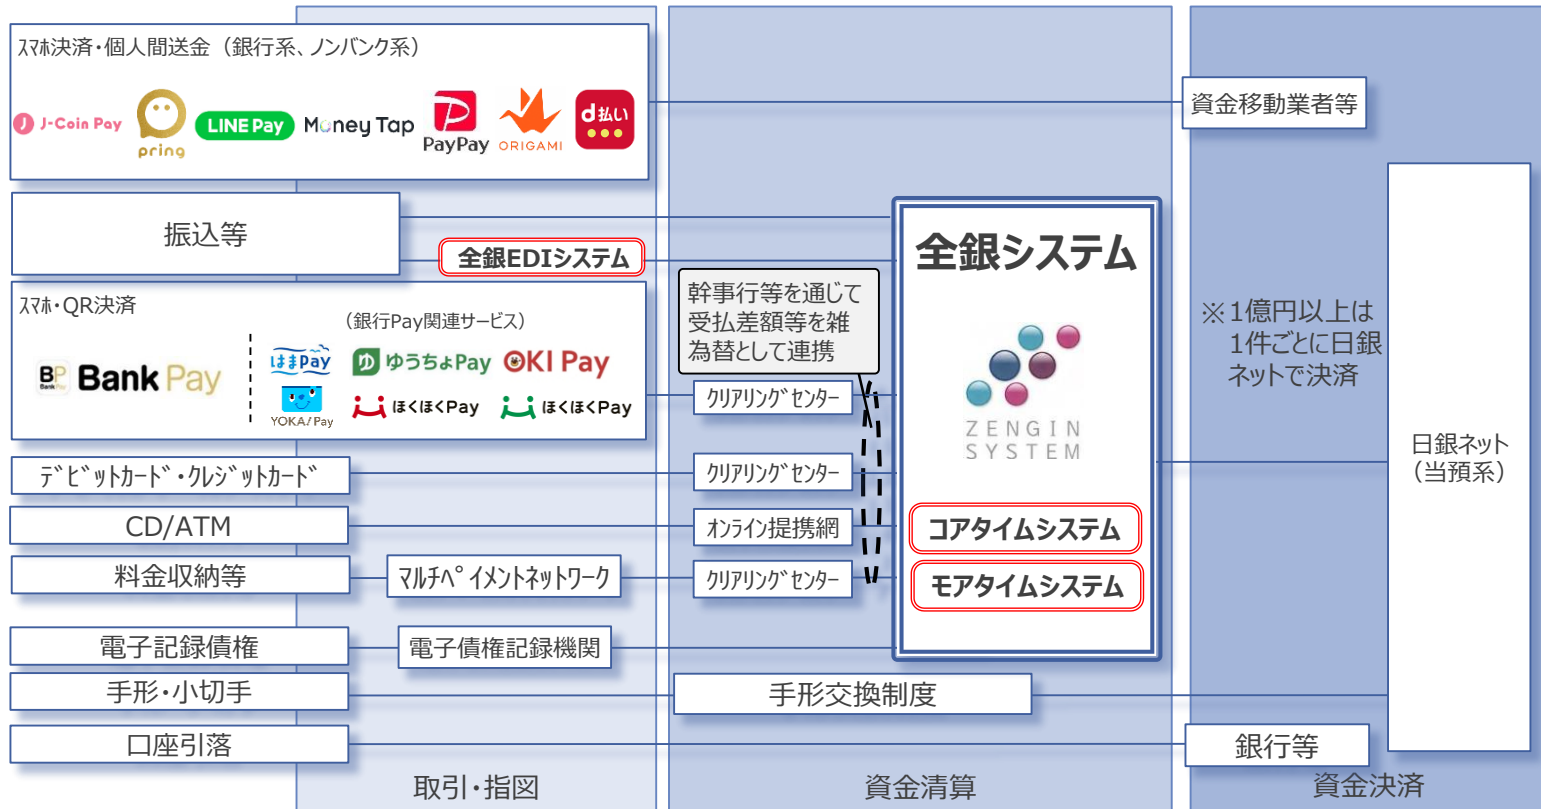 ｽﾏﾎ決済・個人間送金（銀行系、ノンバンク系）
J J-Coin Pay
pring
LINE Pay
Money Tap
PayPay
ORIGAMI
d払い
資金移動業者等
振込等
全銀EDIシステム
ｽﾏﾎ・QR決済
（銀行Pay関連サービス）
BP
Bank Pay
はまPay
ゆ ゆうちょPay
OKI Pay
YOKA!Pay
ほくほくPay
ほくほくPay
幹事行等を通じて
受払差額等を雑
為替として連携
ｸﾘｱﾘﾝｸﾞｾﾝﾀｰ
全銀システム
ZENGIN
SYSTEM
※1億円以上は
1件ごとに日銀
ネットで決済
日銀ネット
（当預系）
ﾃﾞﾋﾞｯﾄｶｰﾄﾞ・ｸﾚｼﾞｯﾄｶｰﾄﾞ
ｸﾘｱﾘﾝｸﾞｾﾝﾀｰ
CD/ATM
ｵﾝﾗｲﾝ提携網
コアタイムシステム
料金収納等
ﾏﾙﾁﾍﾟｲﾒﾝﾄﾈｯﾄﾜｰｸ
ｸﾘｱﾘﾝｸﾞｾﾝﾀｰ
モアタイムシステム
電子記録債権
電子債権記録機関
手形・小切手
手形交換制度
口座引落
銀行等
取引・指図
資金清算
資金決済